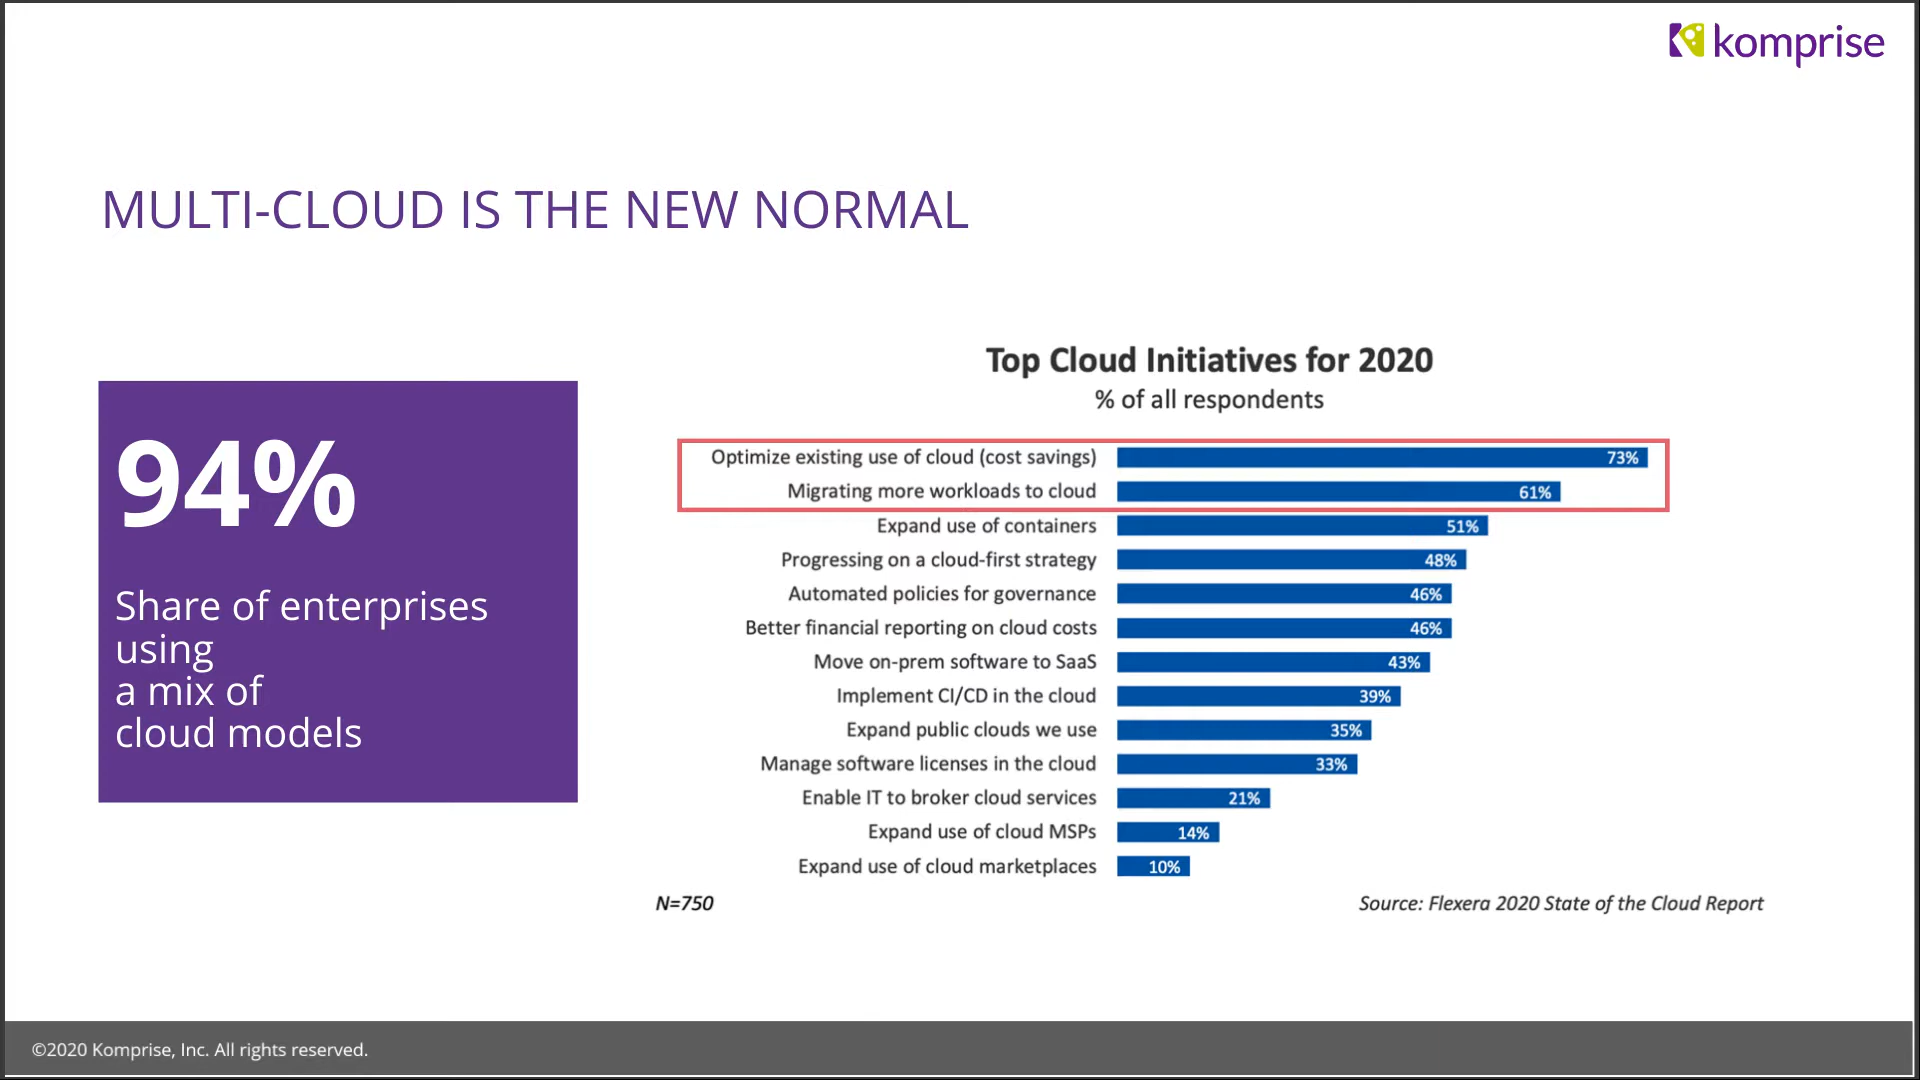 komprise
MULTI-CLOUD IS THE NEW NORMAL
94%
Share of enterprises
using
a mix of
cloud models
Top Cloud Initiatives for 2020
% of all respondents
Optimize existing use of cloud (cost savings) 73%
Migrating more workloads to cloud 61%
Expand use of containers 51%
Progressing on a cloud-first strategy 48%
Automated policies for governance 46%
Better financial reporting on cloud costs 46%
Move on-prem software to SaaS 43%
Implement CI/CD in the cloud 39%
Expand public clouds we use 35%
Manage software licenses in the cloud 33%
Enable IT to broker cloud services 21%
Expand use of cloud MSPs 14%
Expand use of cloud marketplaces 10%
N=750
Source: Flexera 2020 State of the Cloud Report
©2020 Komprise, Inc. All rights reserved.